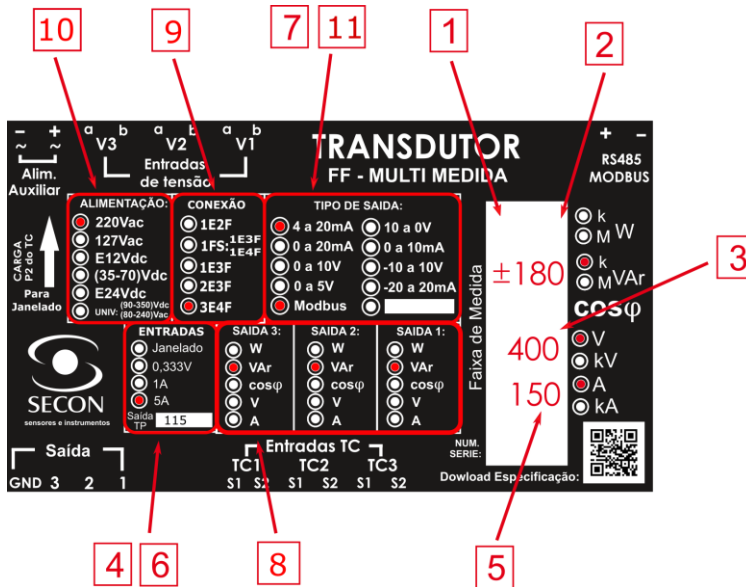 10 9 7 11 1 2
− + a b a b a b + −
~ ~ V3 V2 V1
TRANSDUTOR
FF - MULTI MEDIDA
RS485
MODBUS
Alim.
Auxiliar
Entradas
de tensão
ALIMENTAÇÃO:
220Vac
127Vac
E12Vdc
(35-70)Vdc
E24Vdc
UNIV: (90-350)Vdc
(80-240)Vac
CONEXÃO
1E2F
1FS: 1E3F
1E4F
1E3F
2E3F
3E4F
TIPO DE SAIDA:
4 a 20mA
0 a 20mA
0 a 10V
0 a 5V
Modbus
10 a 0V
0 a 10mA
-10 a 10V
-20 a 20mA
CARGA
P2 do TC
Para
Janelado
Faixa de Medida
±180
400
150
k
M W
k
M VAr
cosφ
V
kV
A
kA
3
SECON
sensores e instrumentos
ENTRADAS
Janelado
0,333V
1A
5A
Saída
TP 115
SAIDA 3:
W
VAr
cosφ
V
A
SAIDA 2:
W
VAr
cosφ
V
A
SAIDA 1:
W
VAr
cosφ
V
A
Saída
GND 3 2 1
Entradas TC
TC1 TC2 TC3
S1 S2 S1 S2 S1 S2
NUM.
SERIE:
Dowload Especificação:
4 6 8 5